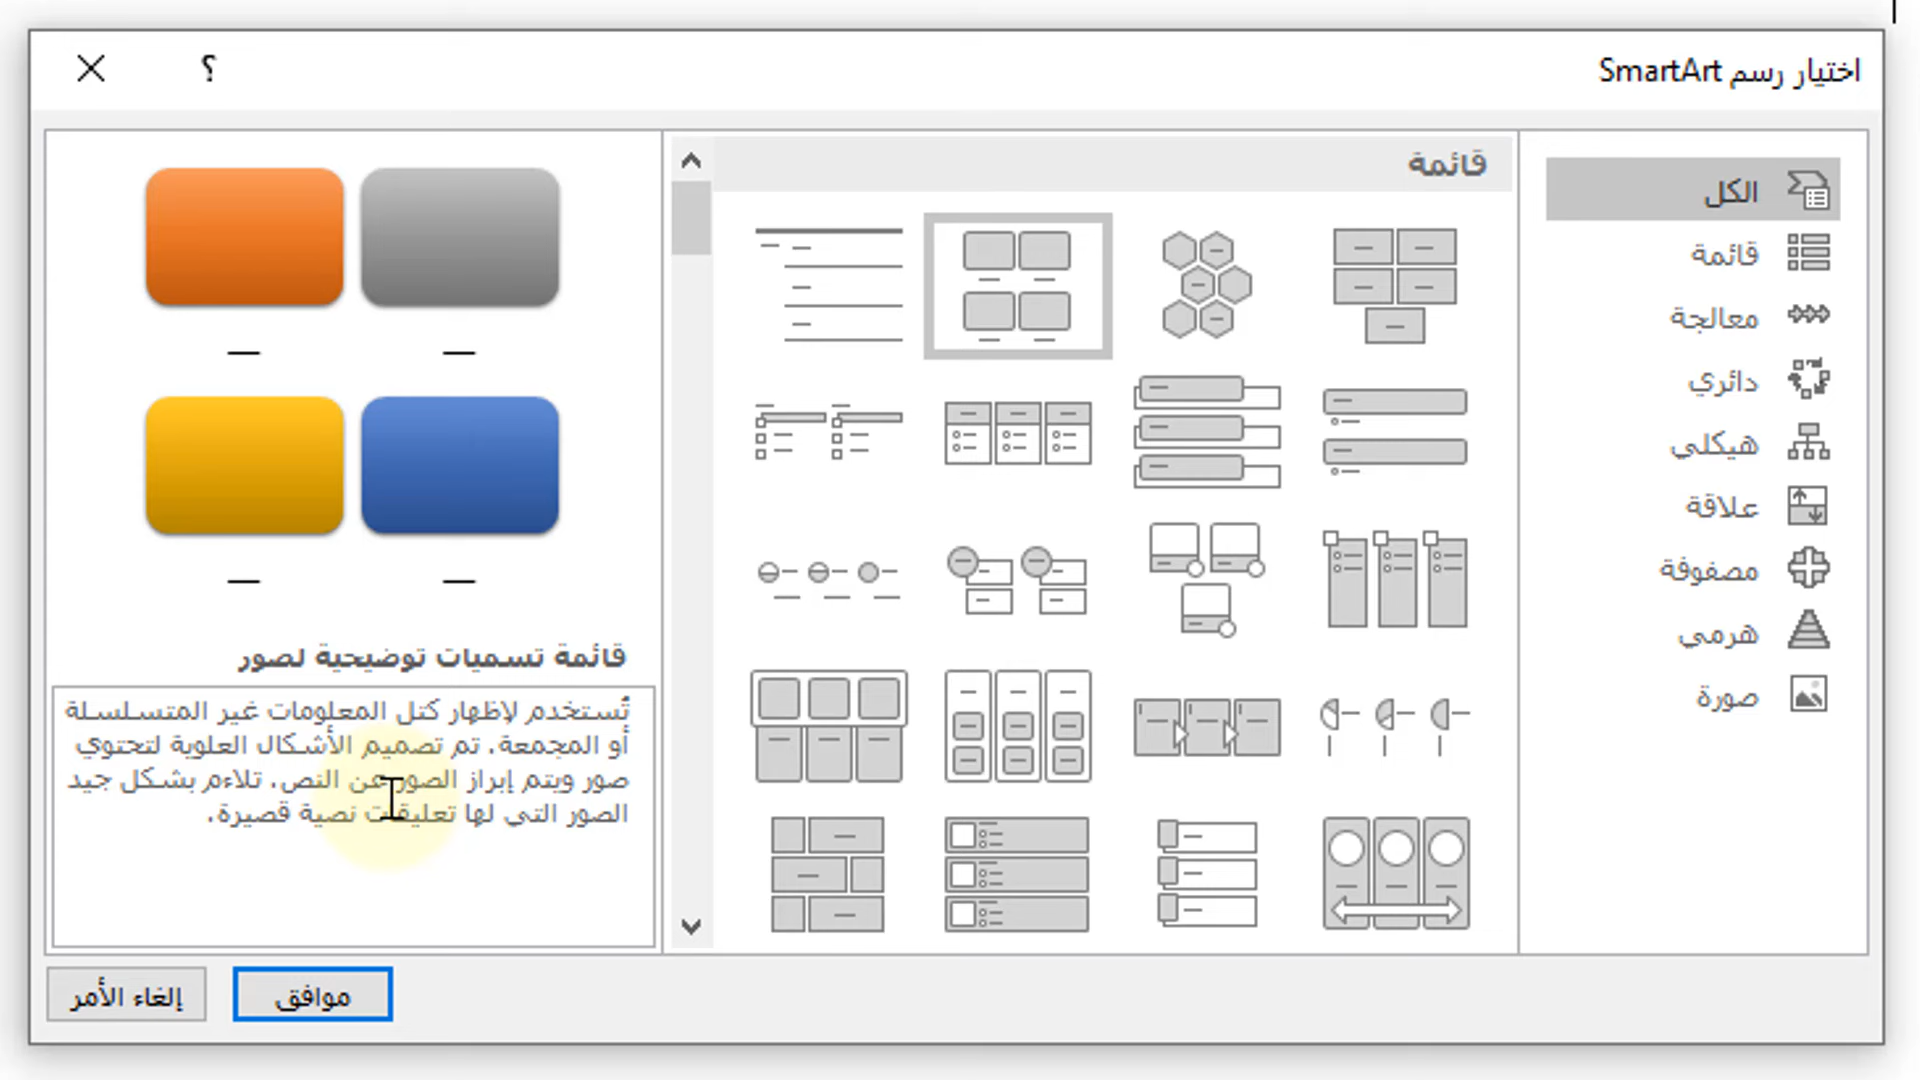 اختيار رسم SmartArt
؟
الكل
قائمة
معالجة
دائري
هيكلي
علاقة
مصفوفة
هرمي
صورة
قائمة
قائمة تسميات توضيحية لصور
تُستخدم لإظهار كتل المعلومات غير المتسلسلة
أو المجمعة. تم تصميم الأشكال العلوية لتحتوي
صور ويتم إبراز الصور عن النص. تلاءم بشكل جيد
الصور التي لها تعليقات نصية قصيرة.
موافق
إلغاء الأمر